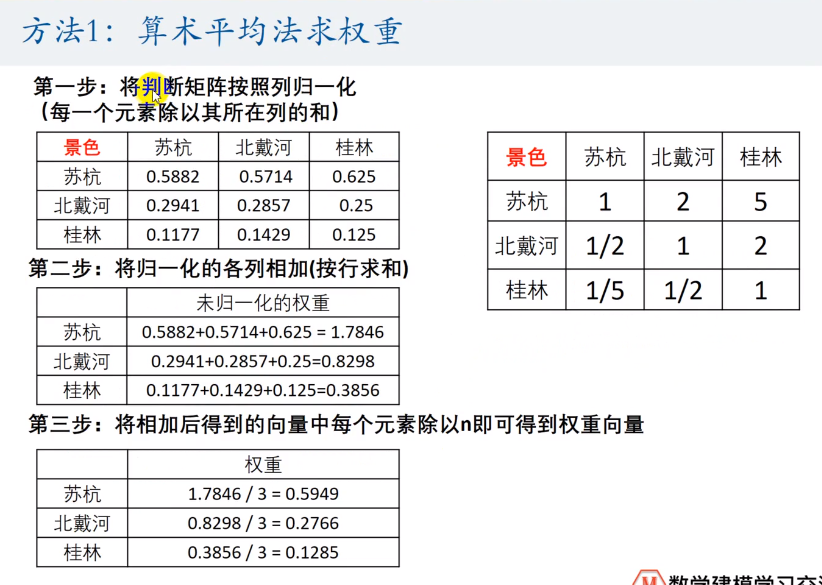 方法1：算术平均法求权重
第一步：将判断矩阵按照列归一化
（每一个元素除以其所在列的和）
景色 苏杭 北戴河 桂林
苏杭 0.5882 0.5714 0.625
北戴河 0.2941 0.2857 0.25
桂林 0.1177 0.1429 0.125
景色 苏杭 北戴河 桂林
苏杭 1 2 5
北戴河 1/2 1 2
桂林 1/5 1/2 1
第二步：将归一化的各列相加(按行求和)
未归一化的权重
苏杭 0.5882+0.5714+0.625 = 1.7846
北戴河 0.2941+0.2857+0.25=0.8298
桂林 0.1177+0.1429+0.125=0.3856
第三步：将相加后得到的向量中每个元素除以n即可得到权重向量
权重
苏杭 1.7846 / 3 = 0.5949
北戴河 0.8298 / 3 = 0.2766
桂林 0.3856 / 3 = 0.1285
M 数学建模学习交